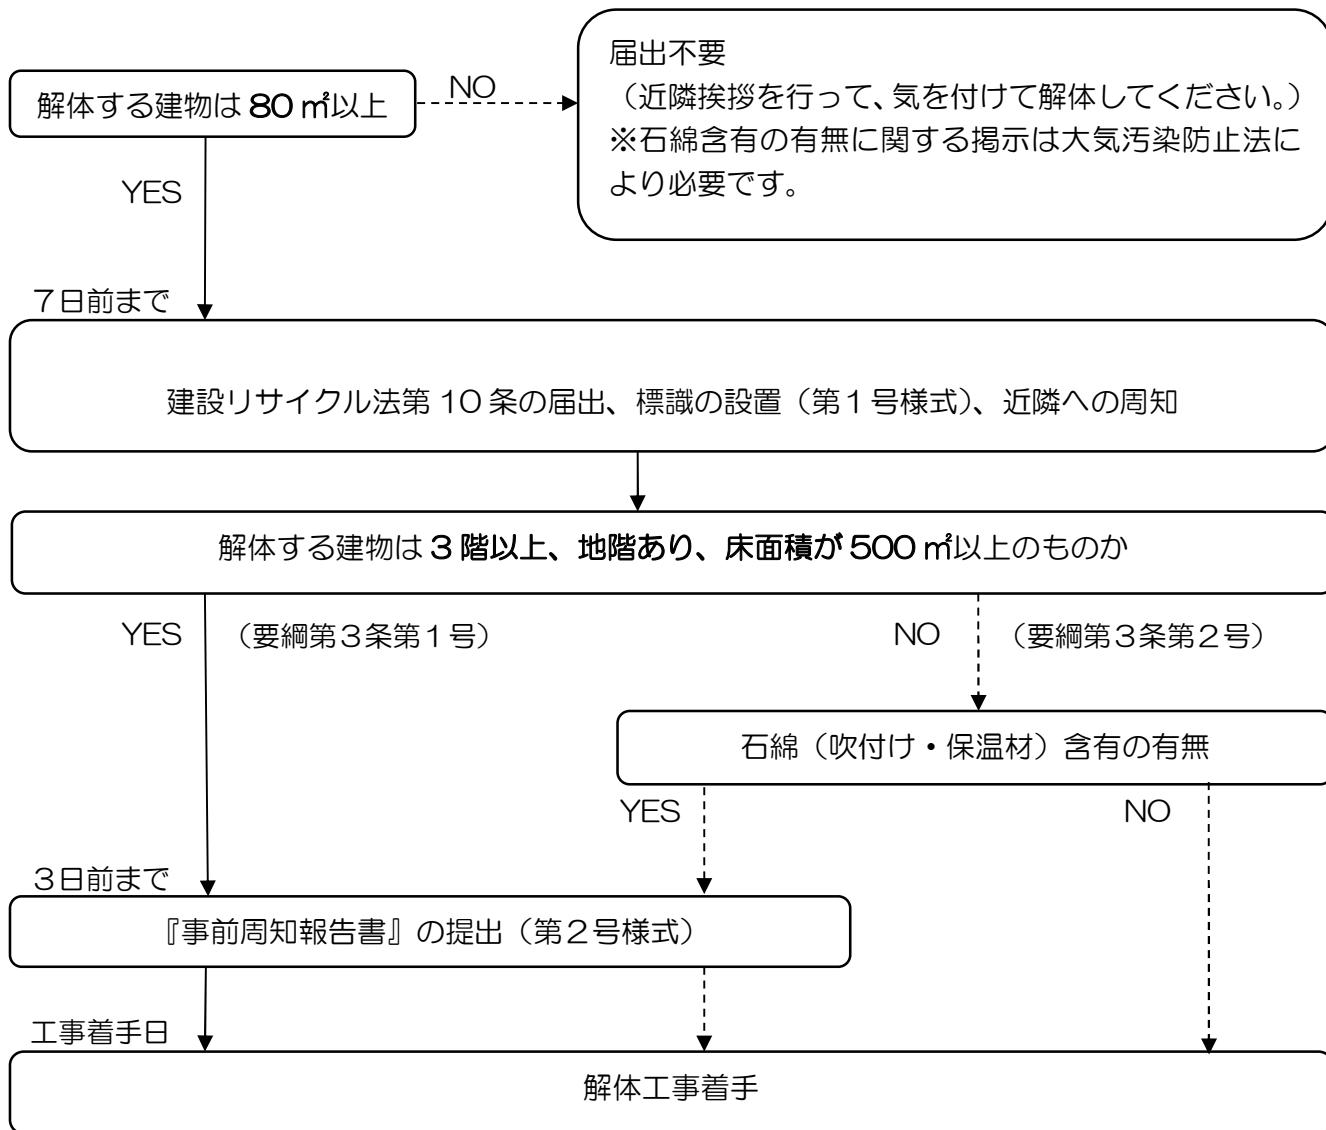 届出不要
（近隣挨拶を行って、気を付けて解体してください。）
※石綿含有の有無に関する掲示は大気汚染防止法に
より必要です。
解体する建物は 80 ㎡以上
NO
YES
７日前まで
建設リサイクル法第 10 条の届出、標識の設置（第１号様式）、近隣への周知
解体する建物は 3 階以上、地階あり、床面積が 500 ㎡以上のものか
YES （要綱第３条第１号）
NO （要綱第３条第２号）
石綿（吹付け・保温材）含有の有無
YES
NO
３日前まで
『事前周知報告書』の提出（第２号様式）
工事着手日
解体工事着手